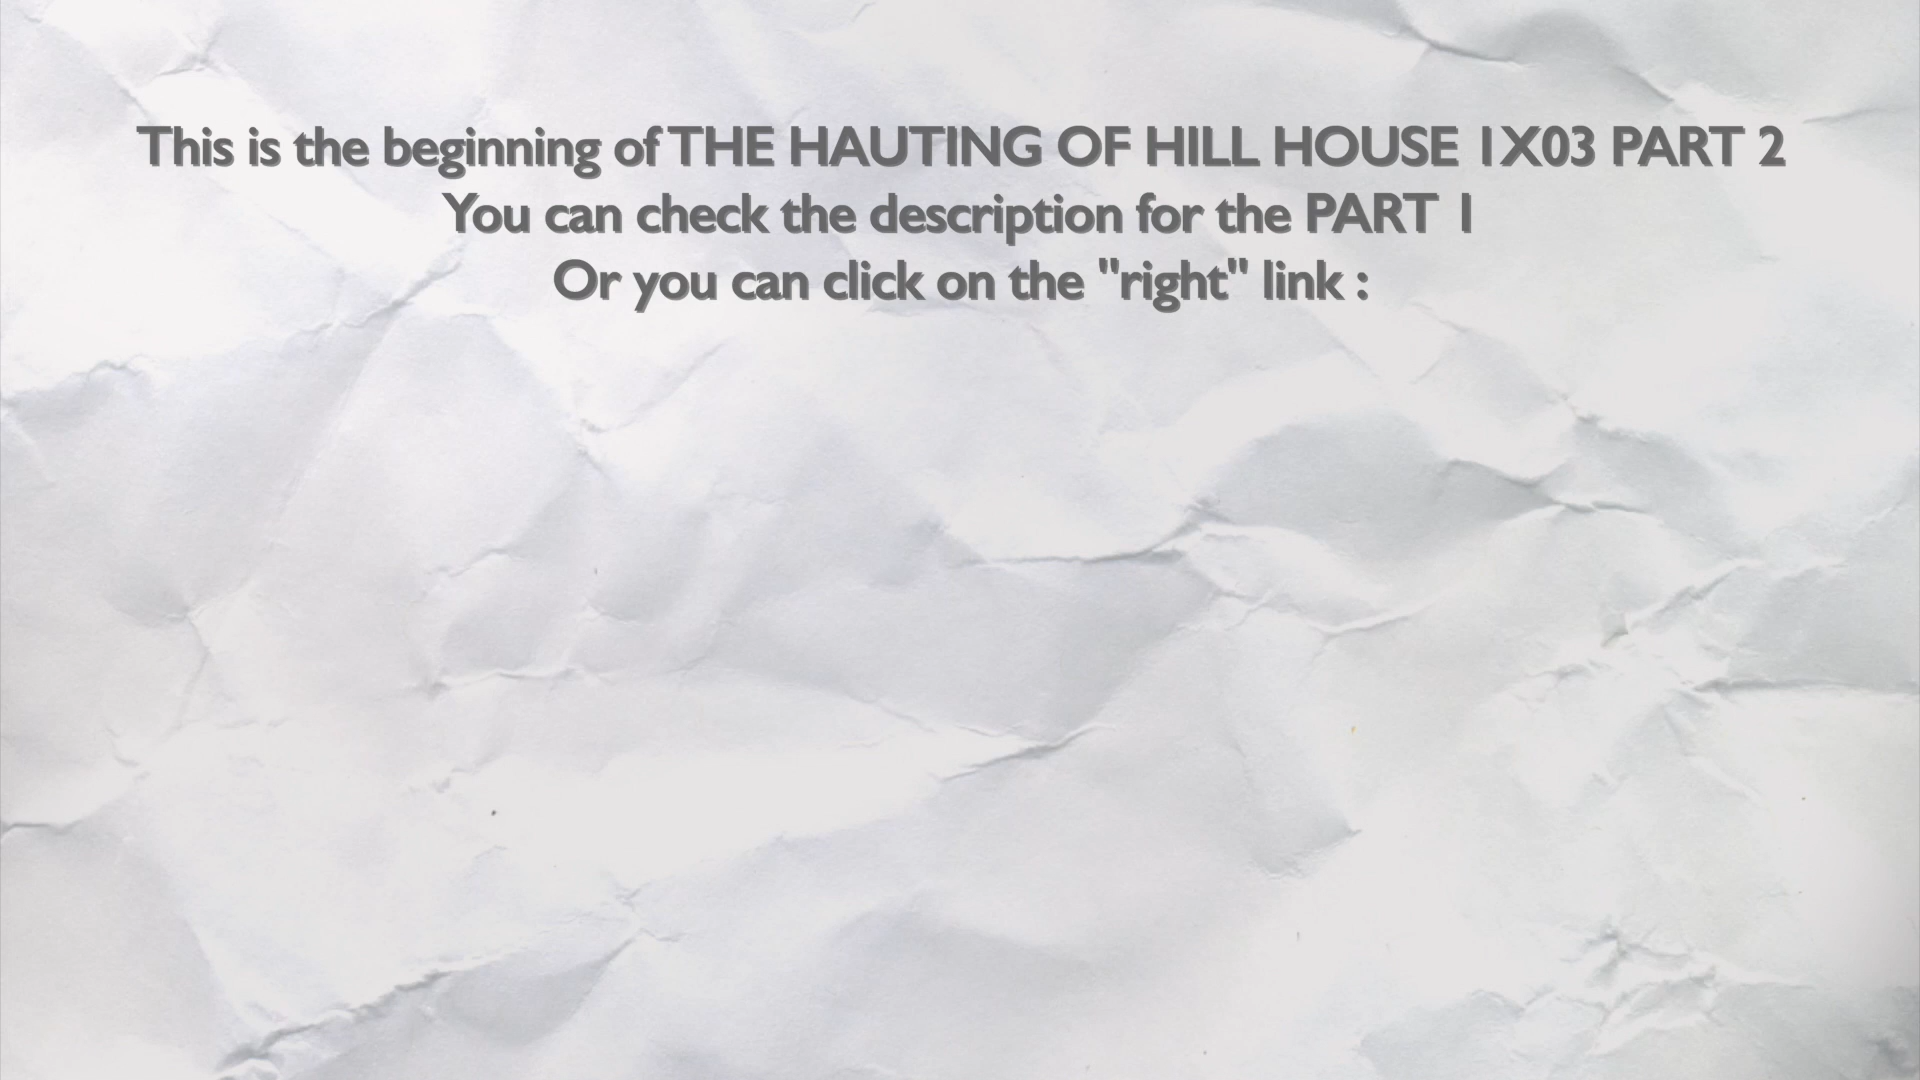 This is the beginning of THE HAUTING OF HILL HOUSE 1X03 PART 2
You can check the description for the PART 1
Or you can click on the "right" link :